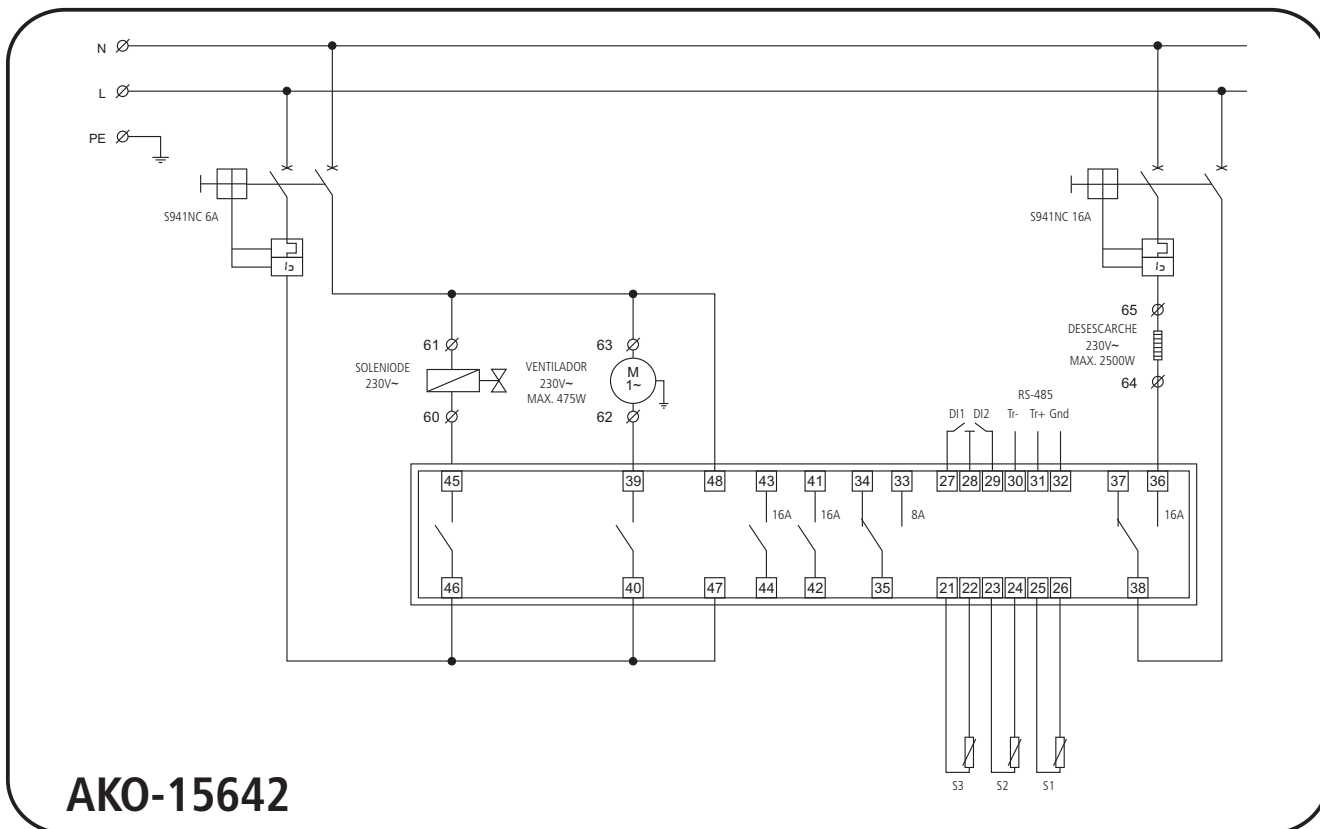 N
L
PE
S941NC 6A
S941NC 16A
61
SOLENIODE
230V~
60
63
VENTILADOR
230V~
MAX. 475W
M
1~
62
65
DESESCARCHE
230V~
MAX. 2500W
64
RS-485
DI1 DI2 Tr- Tr+ Gnd
45 39 48 43 41 34 33 27 28 29 30 31 32 37 36
16A 16A 8A 16A
46 40 47 44 42 35 21 22 23 24 25 26 38
S3 S2 S1
AKO-15642